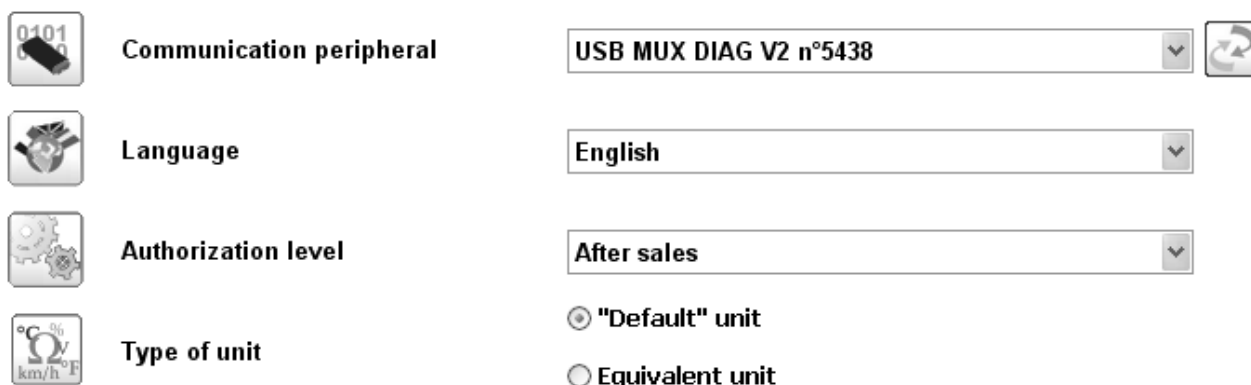 0101
Communication peripheral
USB MUX DIAG V2 n°5438
Language
English
Authorization level
After sales
"Default" unit
°C % Ω V km/h °F
Type of unit
Equivalent unit